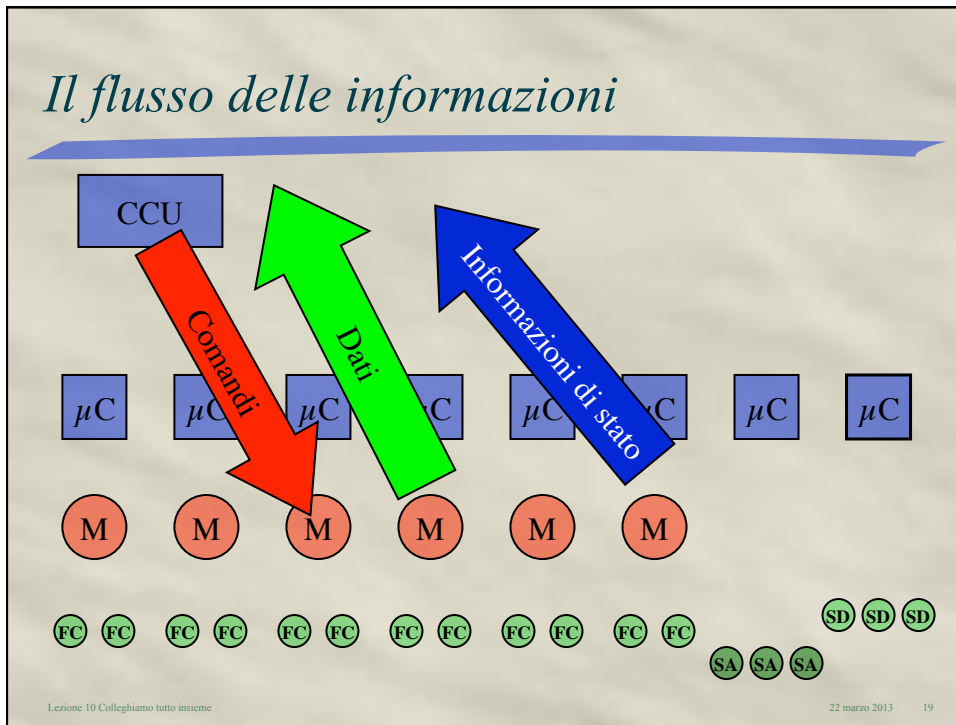 Il flusso delle informazioni
CCU
Comandi
Dati
Informazioni di stato
µC µC µC µC µC µC µC µC
M M M M M M
FC FC FC FC FC FC FC FC FC FC FC FC
SD SD SD
SA SA SA
Lezione 10 Colleghiamo tutto insieme 22 marzo 2013 19